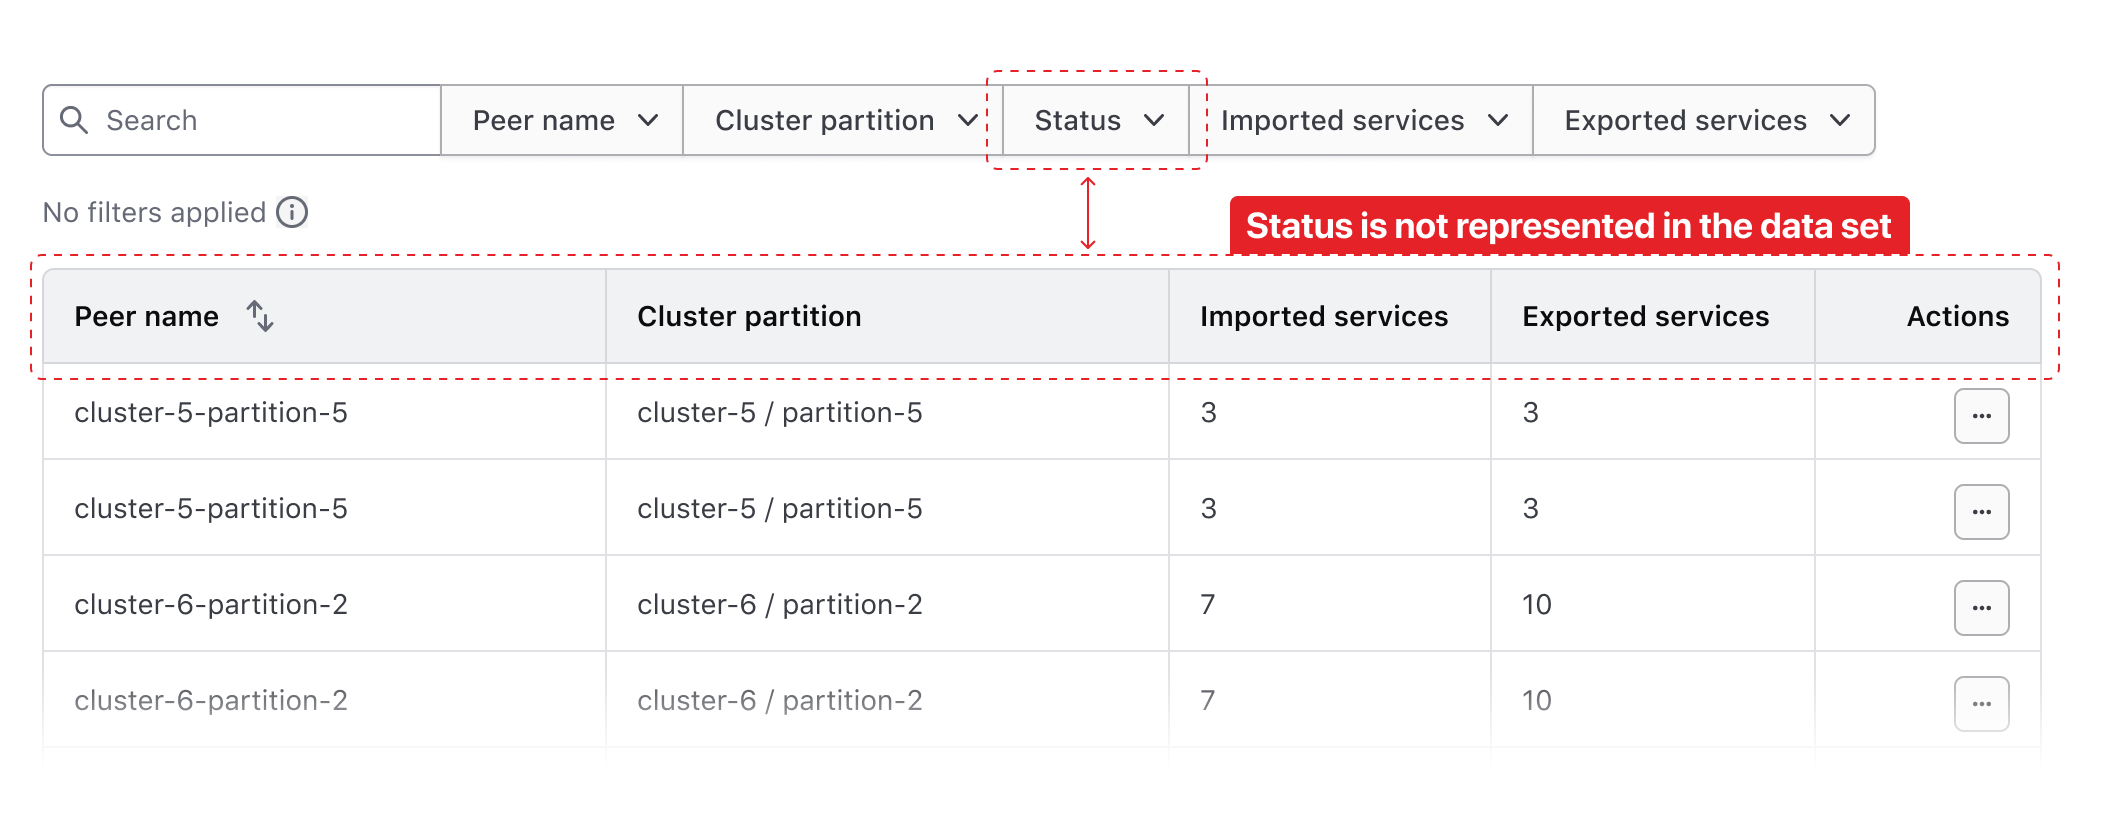 Search Peer name Cluster partition Status Imported services Exported services
No filters applied
Status is not represented in the data set
Peer name Cluster partition Imported services Exported services Actions
cluster-5-partition-5 cluster-5 / partition-5 3 3 ...
cluster-5-partition-5 cluster-5 / partition-5 3 3 ...
cluster-6-partition-2 cluster-6 / partition-2 7 10 ...
cluster-6-partition-2 cluster-6 / partition-2 7 10 ...